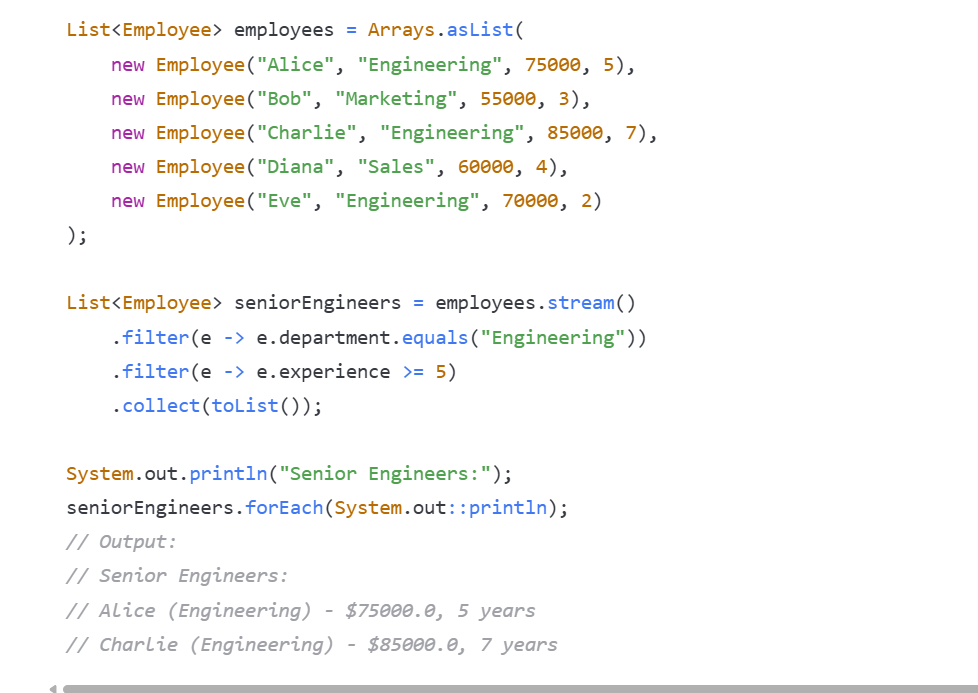 List<Employee> employees = Arrays.asList(
    new Employee("Alice", "Engineering", 75000, 5),
    new Employee("Bob", "Marketing", 55000, 3),
    new Employee("Charlie", "Engineering", 85000, 7),
    new Employee("Diana", "Sales", 60000, 4),
    new Employee("Eve", "Engineering", 70000, 2)
);

List<Employee> seniorEngineers = employees.stream()
    .filter(e -> e.department.equals("Engineering"))
    .filter(e -> e.experience >= 5)
    .collect(toList());

System.out.println("Senior Engineers:");
seniorEngineers.forEach(System.out::println);
// Output:
// Senior Engineers:
// Alice (Engineering) - $75000.0, 5 years
// Charlie (Engineering) - $85000.0, 7 years